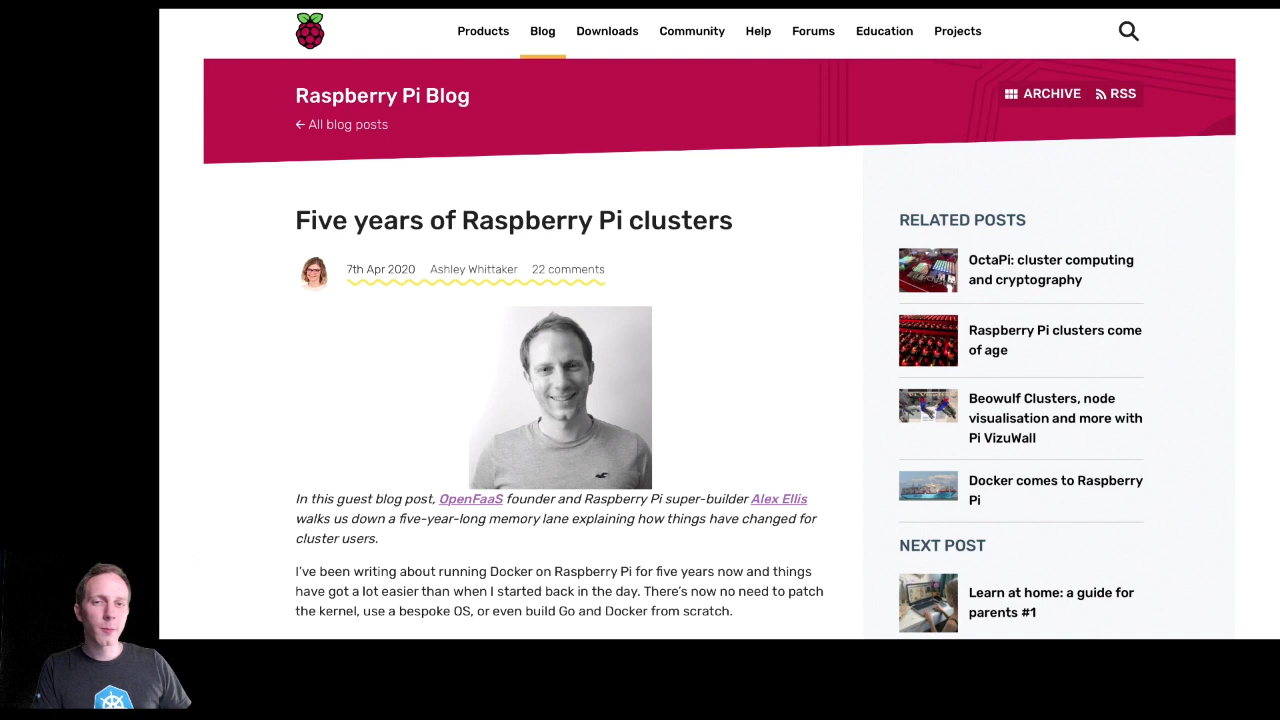 Products Blog Downloads Community Help Forums Education Projects
Raspberry Pi Blog
← All blog posts
ARCHIVE RSS
Five years of Raspberry Pi clusters
7th Apr 2020 Ashley Whittaker 22 comments
In this guest blog post, OpenFaaS founder and Raspberry Pi super-builder Alex Ellis
walks us down a five-year-long memory lane explaining how things have changed for
cluster users.
I've been writing about running Docker on Raspberry Pi for five years now and things
have got a lot easier than when I started back in the day. There's now no need to patch
the kernel, use a bespoke OS, or even build Go and Docker from scratch.
RELATED POSTS
OctaPi: cluster computing
and cryptography
Raspberry Pi clusters come
of age
Beowulf Clusters, node
visualisation and more with
Pi VizuWall
Docker comes to Raspberry
Pi
NEXT POST
Learn at home: a guide for
parents #1